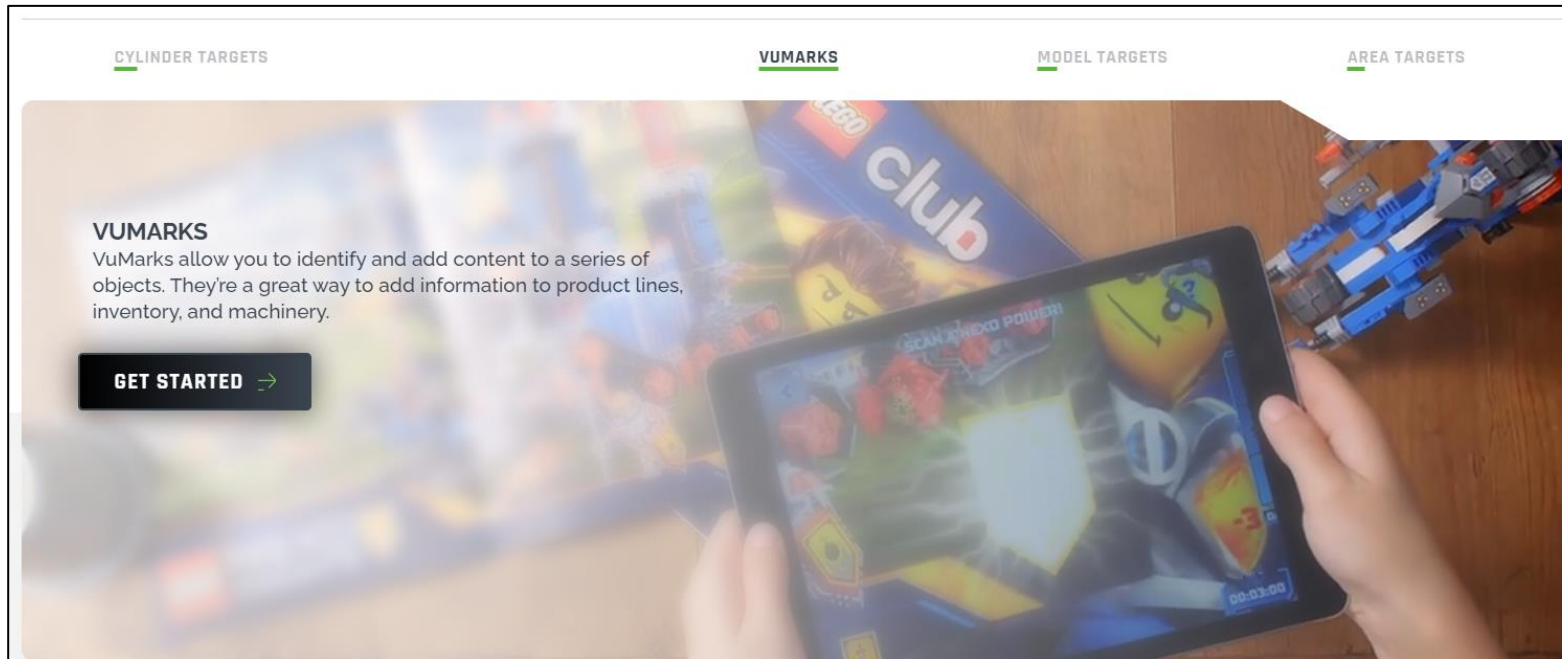 CYLINDER TARGETS
VUMARKS
MODEL TARGETS
AREA TARGETS
LEGO
club
VUMARKS
VuMarks allow you to identify and add content to a series of
objects. They're a great way to add information to product lines,
inventory, and machinery.
GET STARTED
SCAN A NEXO POWER!
-3
00:03:00